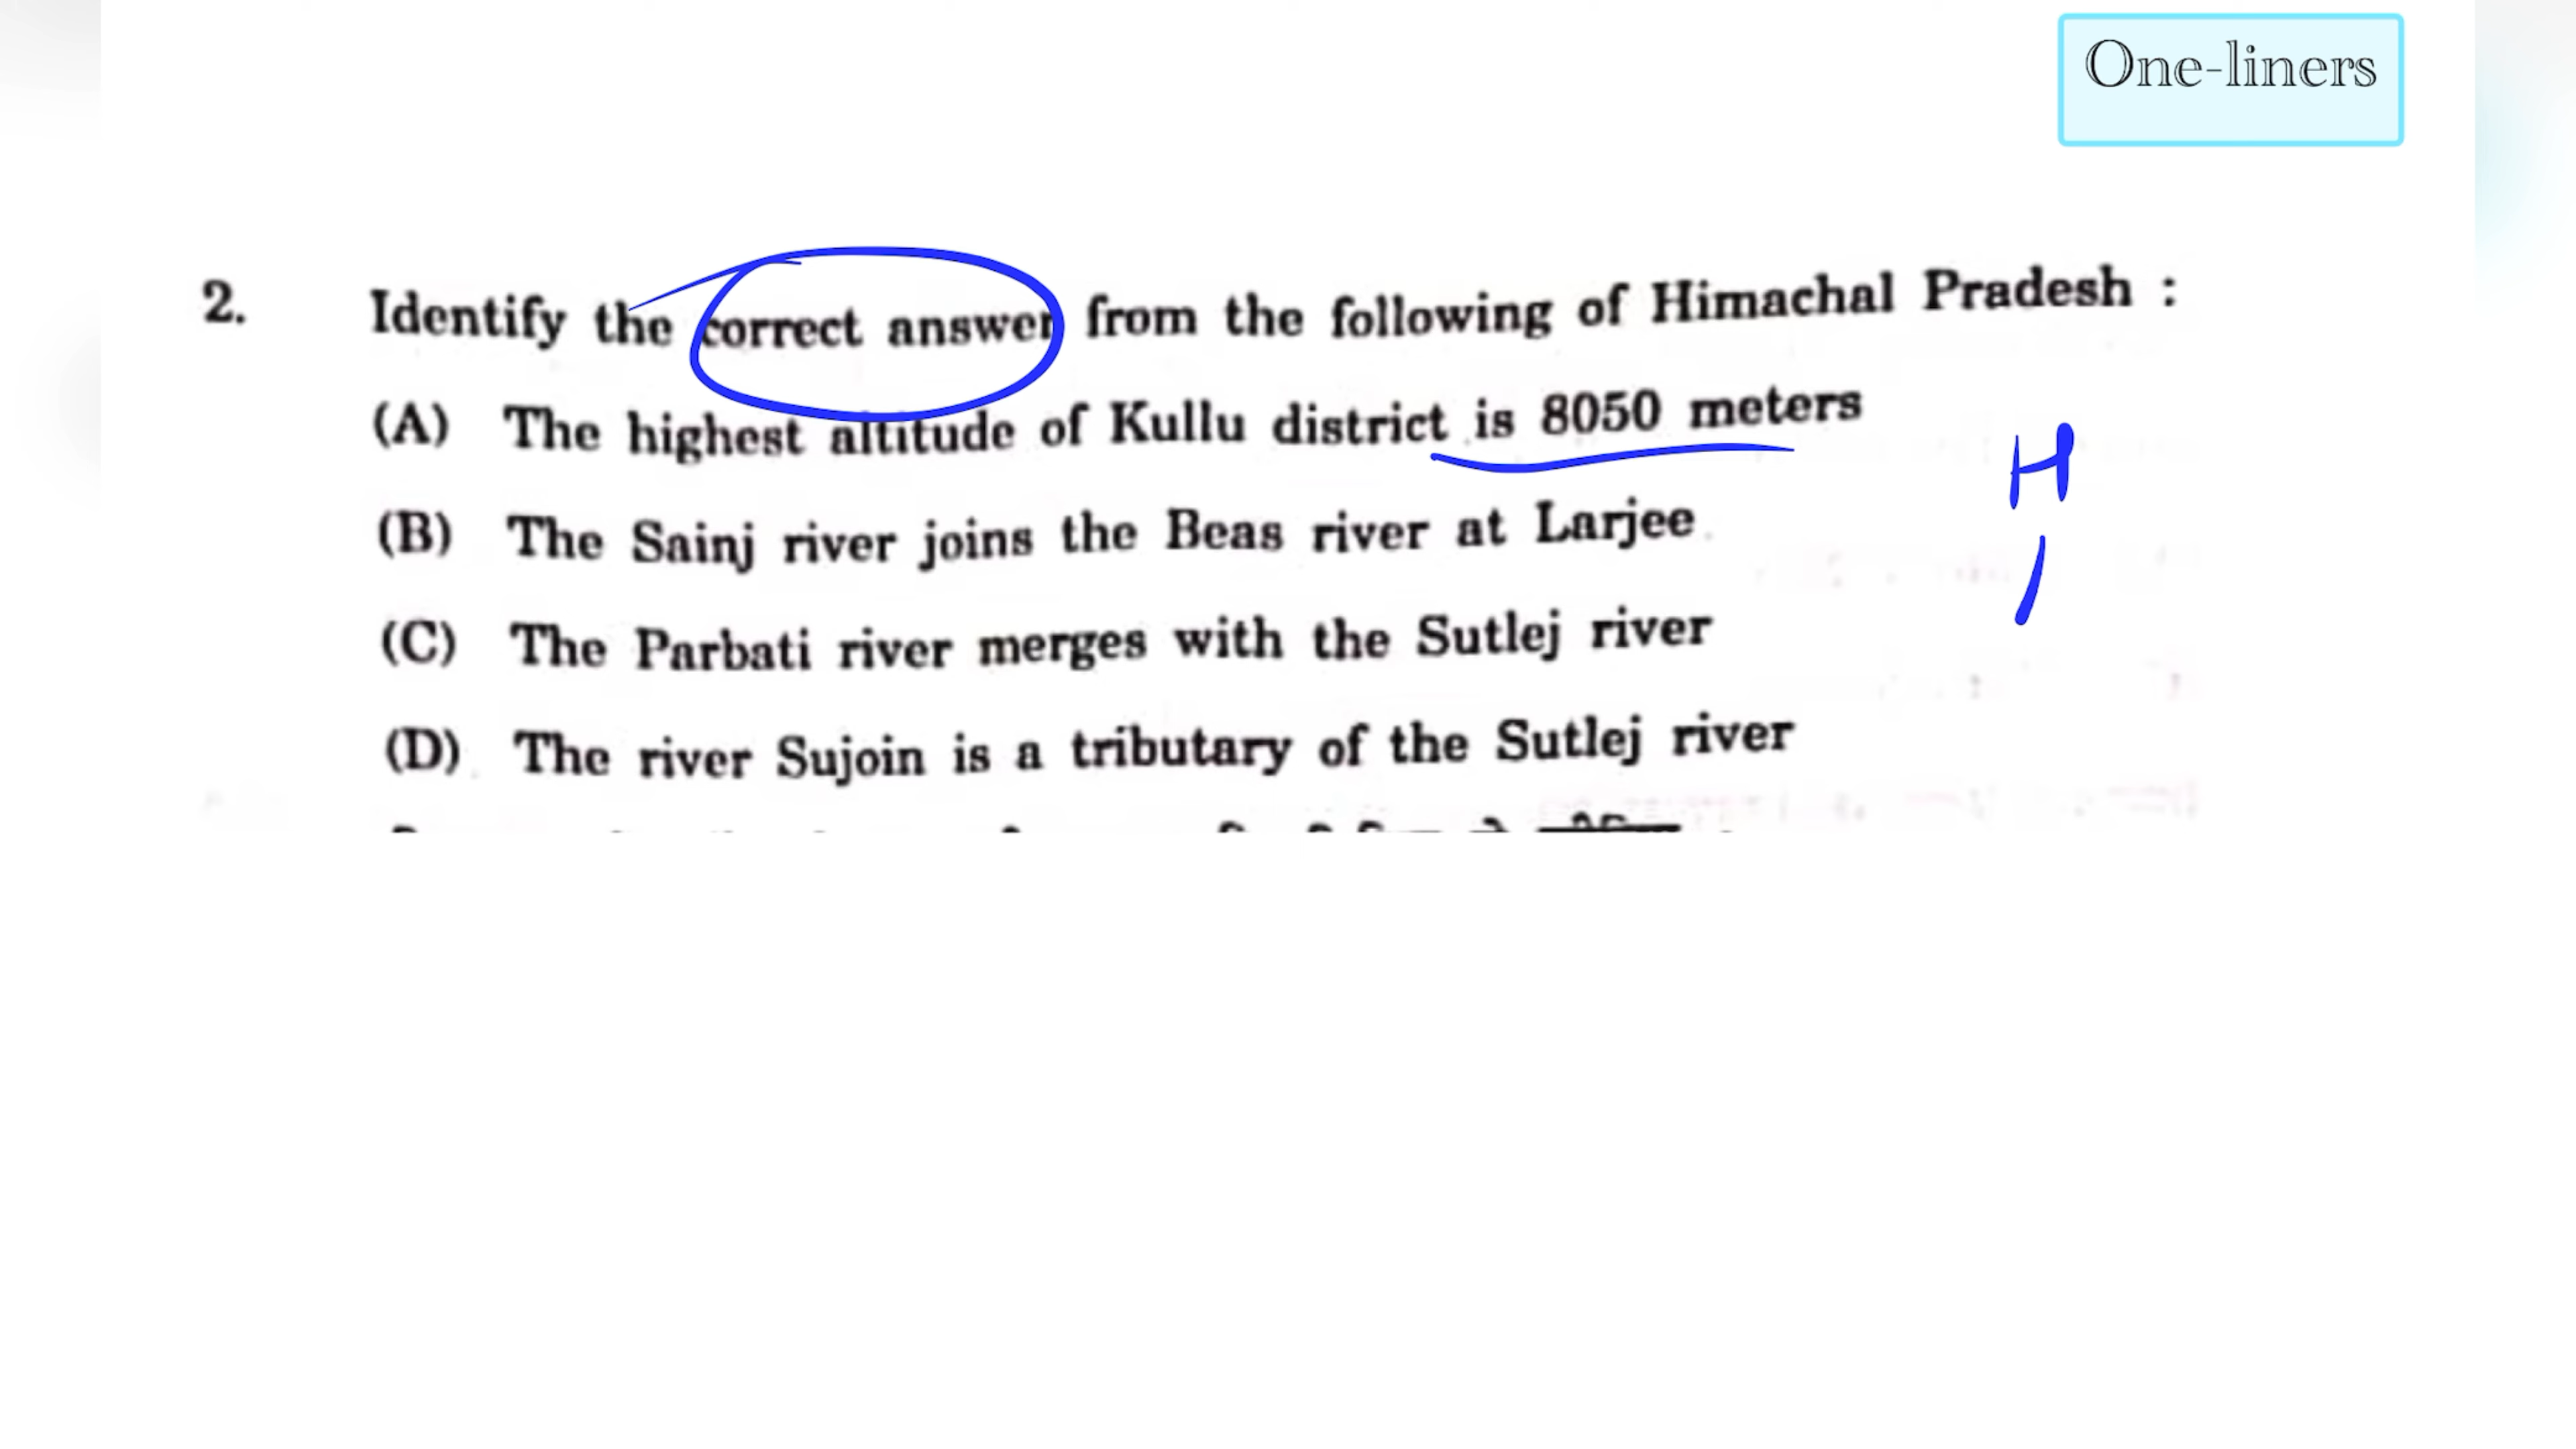 One-liners
2. Identify the correct answer from the following of Himachal Pradesh :
(A) The highest altitude of Kullu district is 8050 meters
H
(B) The Sainj river joins the Beas river at Larjee
(C) The Parbati river merges with the Sutlej river
(D) The river Sujoin is a tributary of the Sutlej river